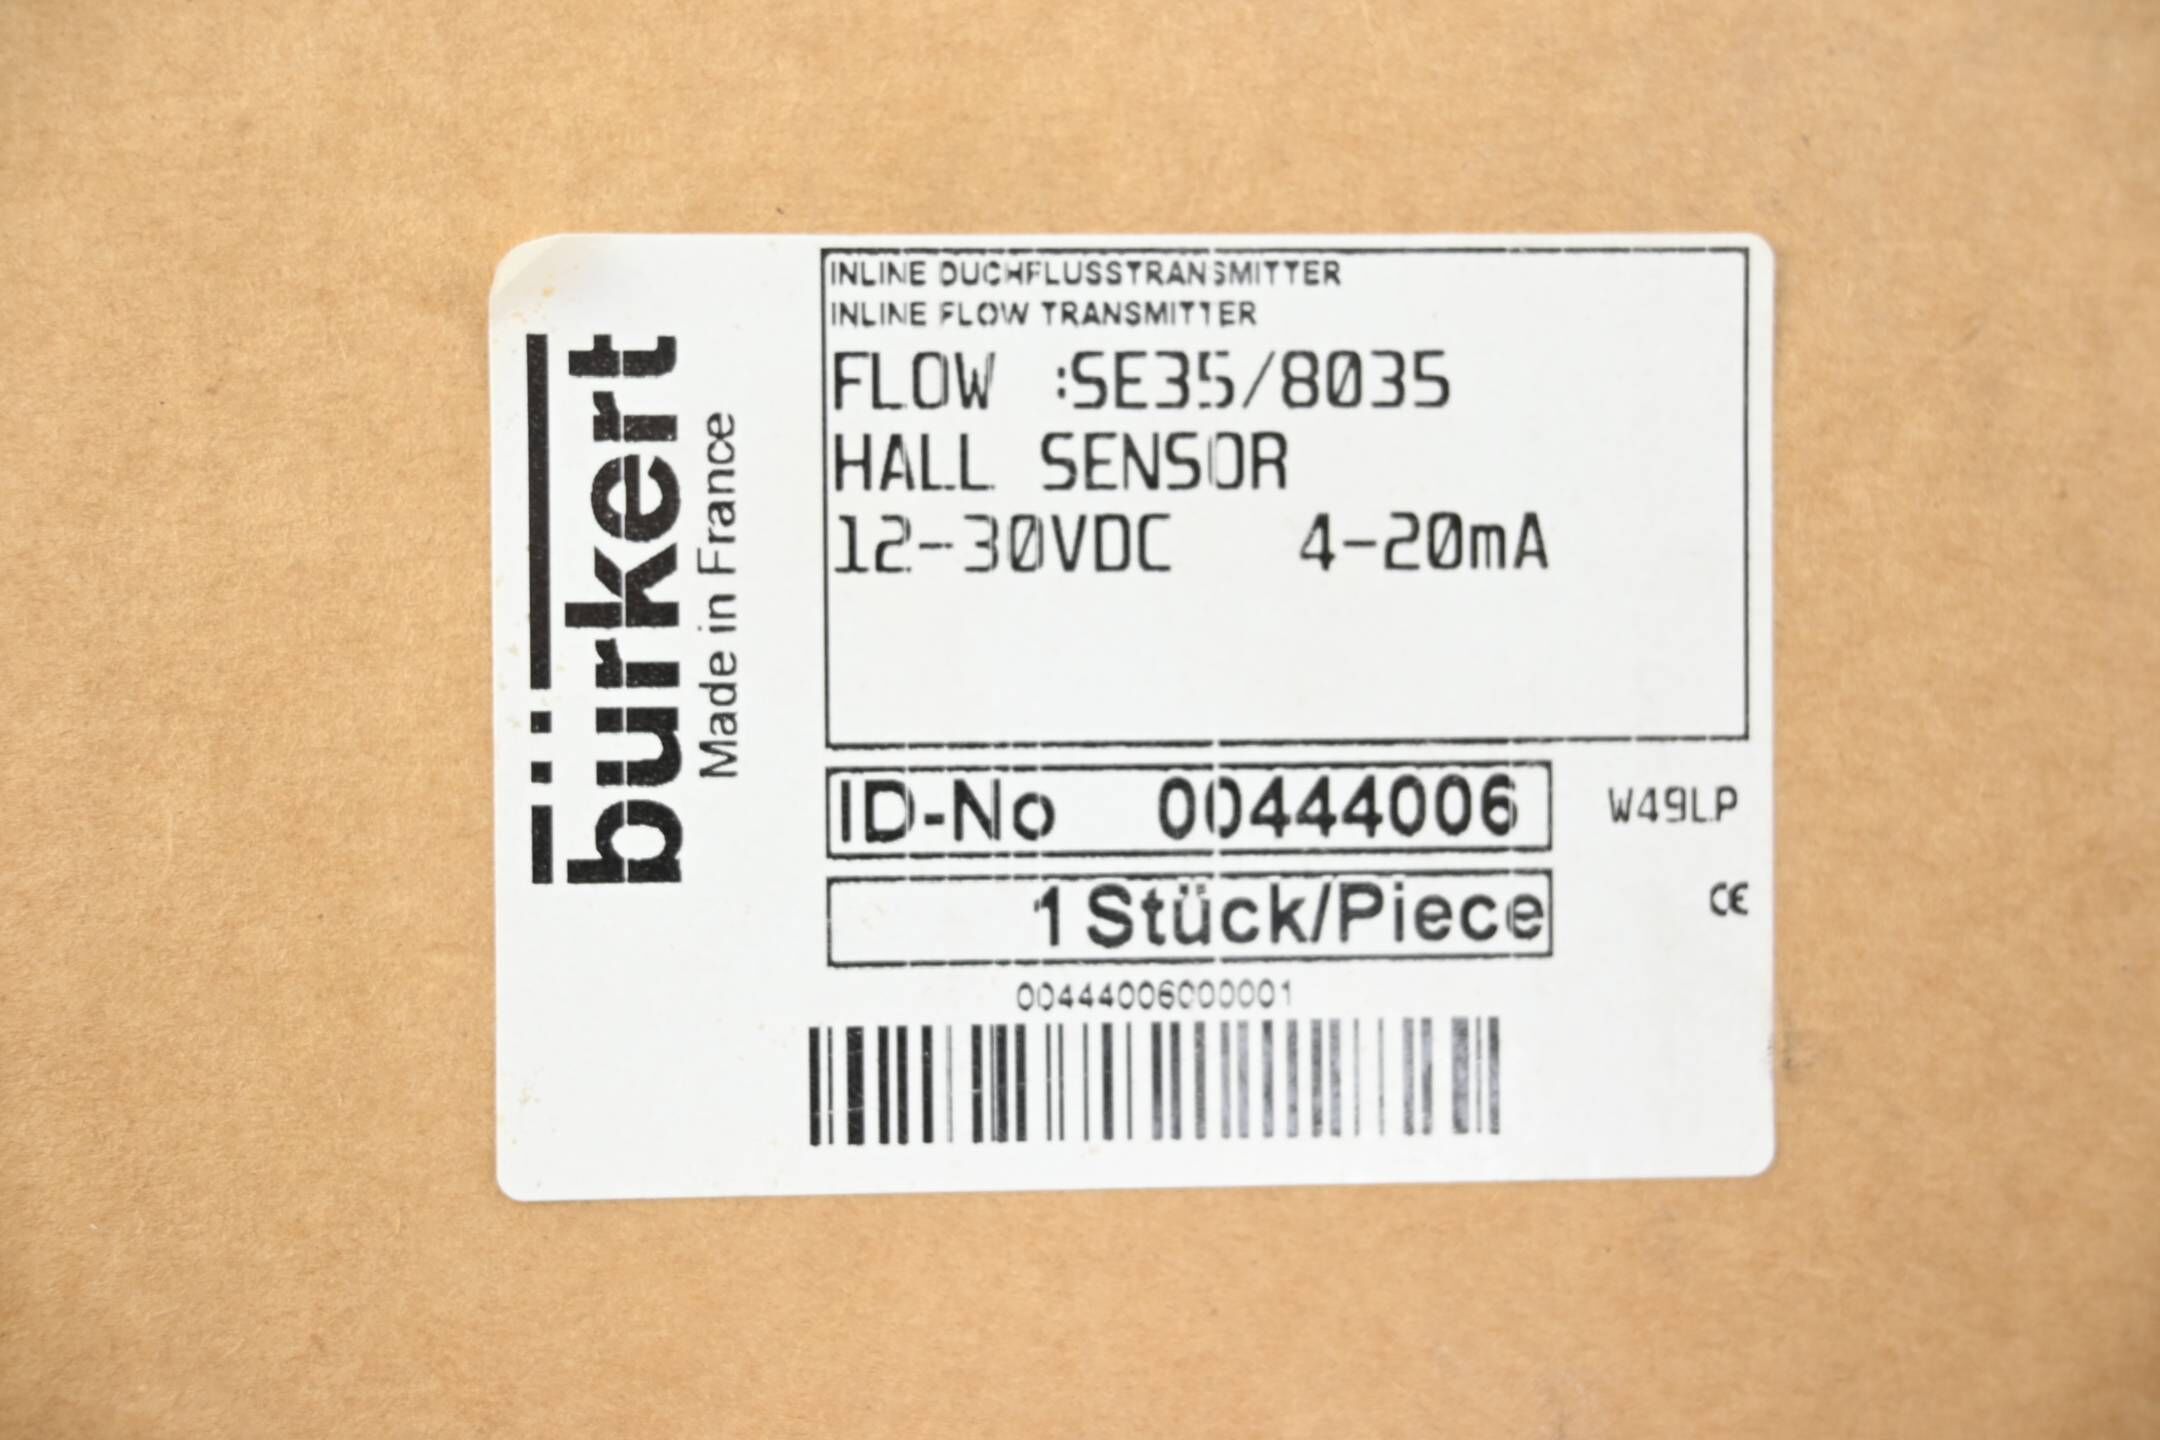 bürkert
Made in France
INLINE DUCHFLUSSTRANSMITTER
INLINE FLOW TRANSMITTER
FLOW :SE35/8035
HALL SENSOR
12-30VDC 4-20mA
ID-No 00444006
W49LP
1 Stück/Piece
CE
00444006000001